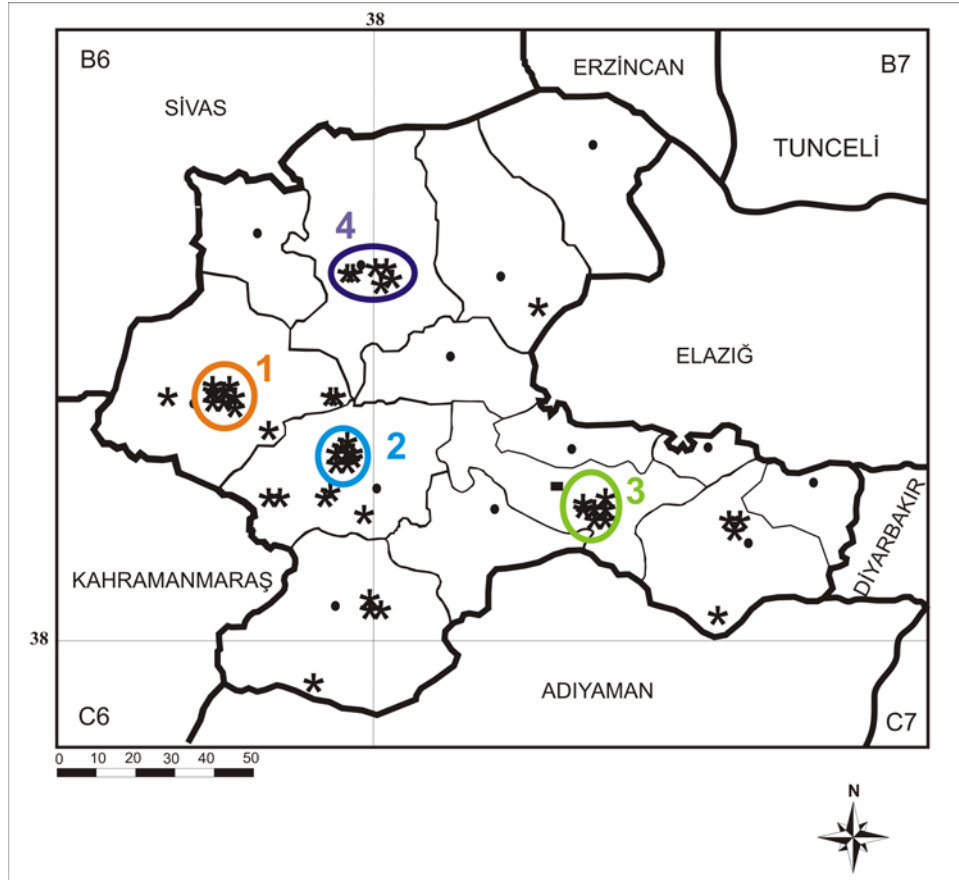 38
B6
ERZİNCAN
B7
SİVAS
TUNCELİ
4
ELAZIĞ
1
2
3
KAHRAMANMARAŞ
DİYARBAKIR
38
ADIYAMAN
C6
C7
0 10 20 30 40 50
N